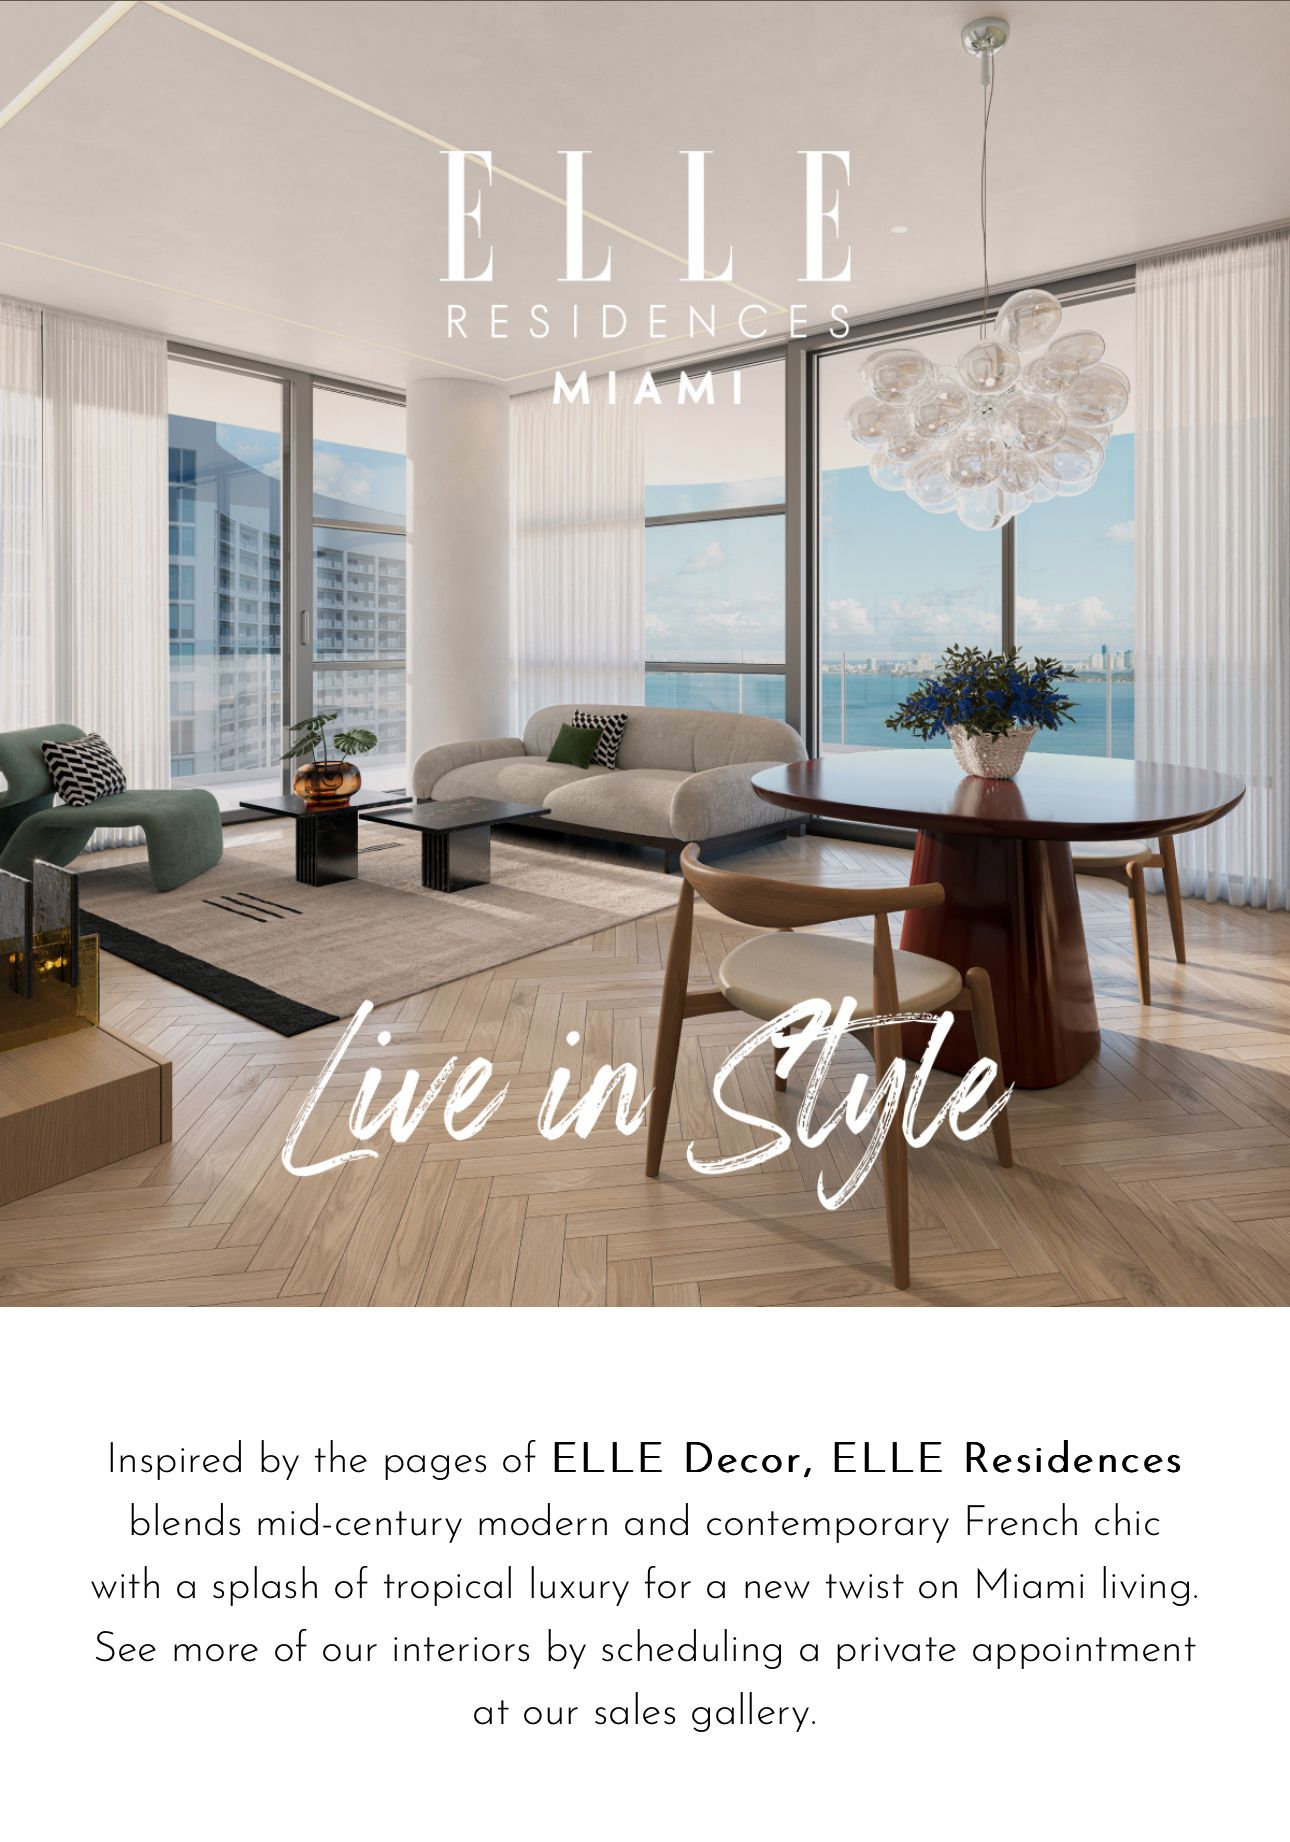 ELLE
RESIDENCES
MIAMI
Live in Style
Inspired by the pages of ELLE Decor, ELLE Residences
blends mid-century modern and contemporary French chic
with a splash of tropical luxury for a new twist on Miami living.
See more of our interiors by scheduling a private appointment
at our sales gallery.